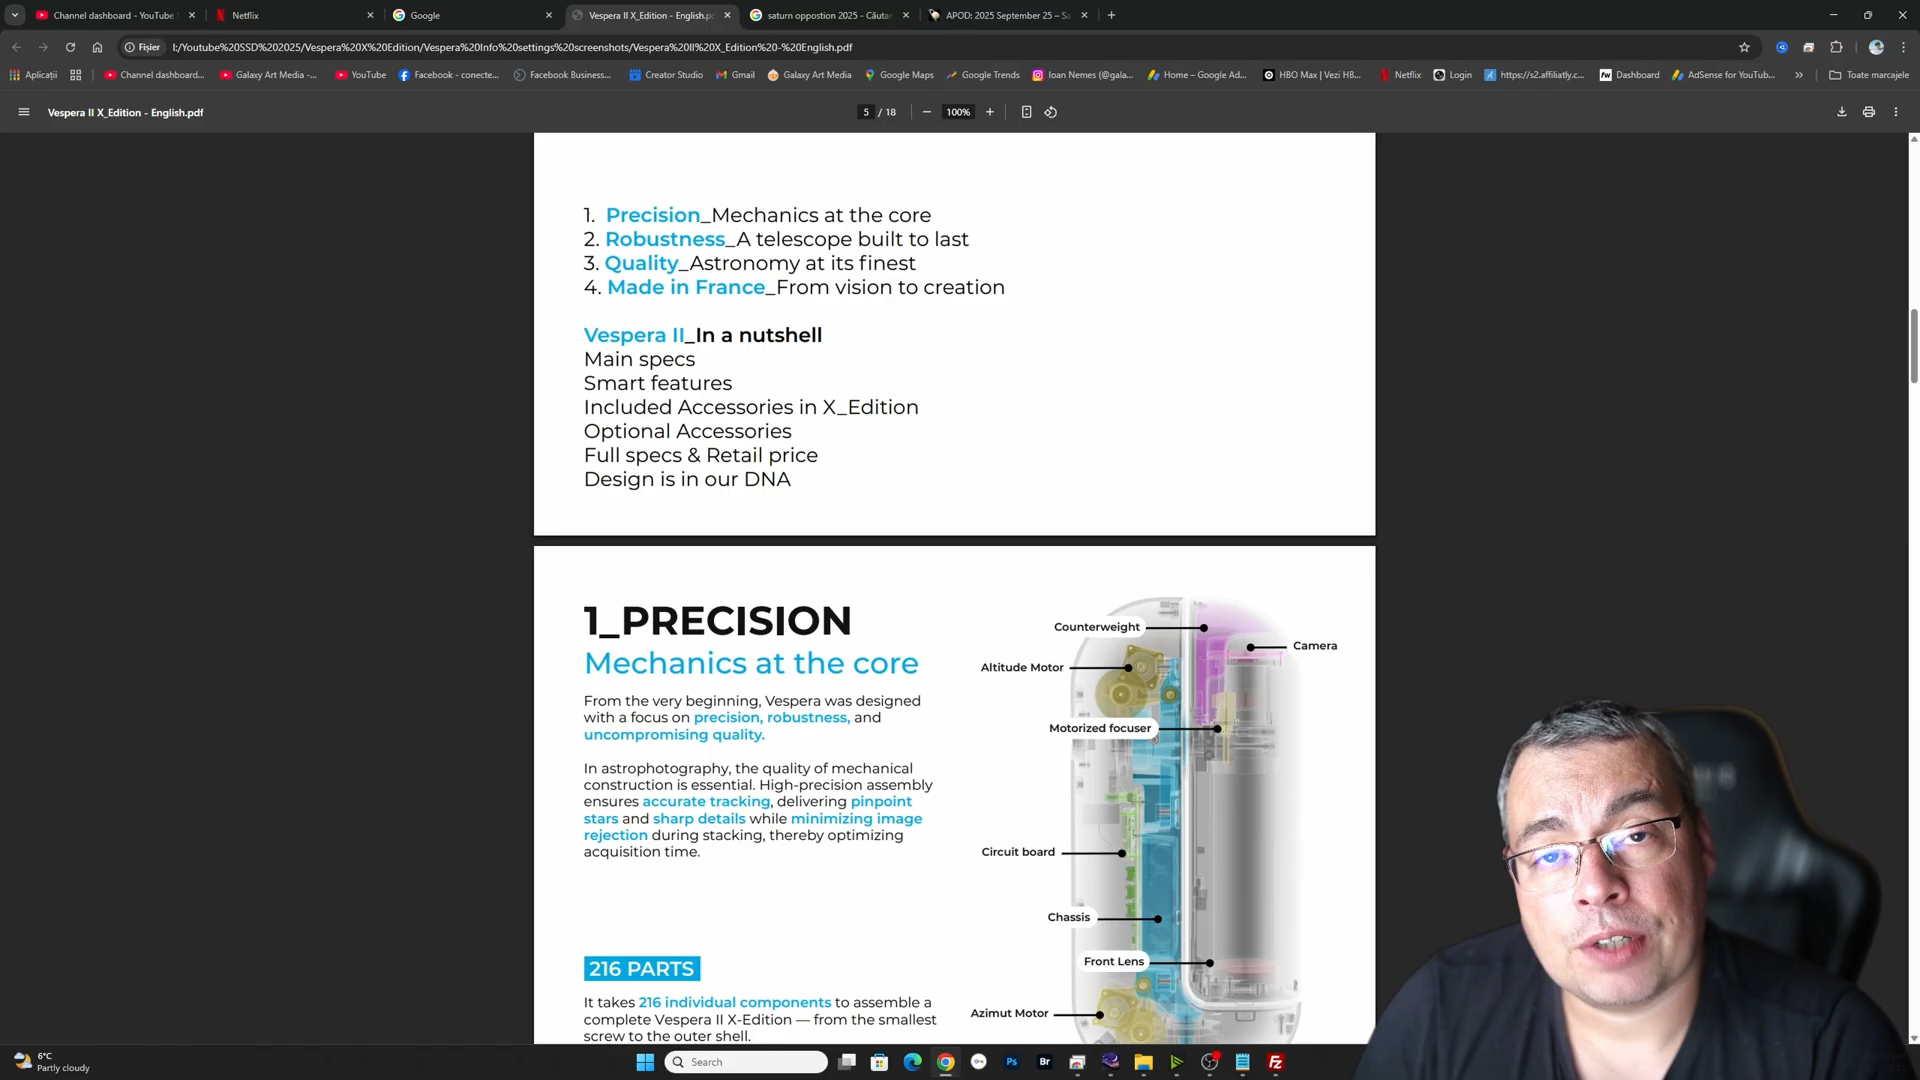 Channel dashboard - YouTube S
Netflix
Google
Vespera II X_Edition - English.pdf
saturn oppostion 2025 - Căutar
APOD: 2025 September 25 – Sa
Fișier
I:/Youtube%20SSD%202025/Vespera%20X%20Edition/Vespera%20Info%20settings%20screenshots/Vespera%20II%20X_Edition%20-%20English.pdf
Aplicații
Channel dashboard...
Galaxy Art Media -...
YouTube
Facebook - conecte...
Facebook Business...
Creator Studio
Gmail
Galaxy Art Media
Google Maps
Google Trends
Ioan Nemes (@gala...
Home – Google Ad...
HBO Max | Vezi HB...
Netflix
Login
https://s2.affiliatly.c...
Dashboard
AdSense for YouTub...
Toate marcajele
Vespera II X_Edition - English.pdf
5 / 18
100%
1. Precision_Mechanics at the core
2. Robustness_A telescope built to last
3. Quality_Astronomy at its finest
4. Made in France_From vision to creation
Vespera II_In a nutshell
Main specs
Smart features
Included Accessories in X_Edition
Optional Accessories
Full specs & Retail price
Design is in our DNA
1_PRECISION
Mechanics at the core
From the very beginning, Vespera was designed
with a focus on precision, robustness, and
uncompromising quality.
In astrophotography, the quality of mechanical
construction is essential. High-precision assembly
ensures accurate tracking, delivering pinpoint
stars and sharp details while minimizing image
rejection during stacking, thereby optimizing
acquisition time.
216 PARTS
It takes 216 individual components to assemble a
complete Vespera II X-Edition — from the smallest
screw to the outer shell.
Counterweight
Camera
Altitude Motor
Motorized focuser
Circuit board
Chassis
Front Lens
Azimut Motor
6°C
Partly cloudy
Search
Ps
Br
Fz